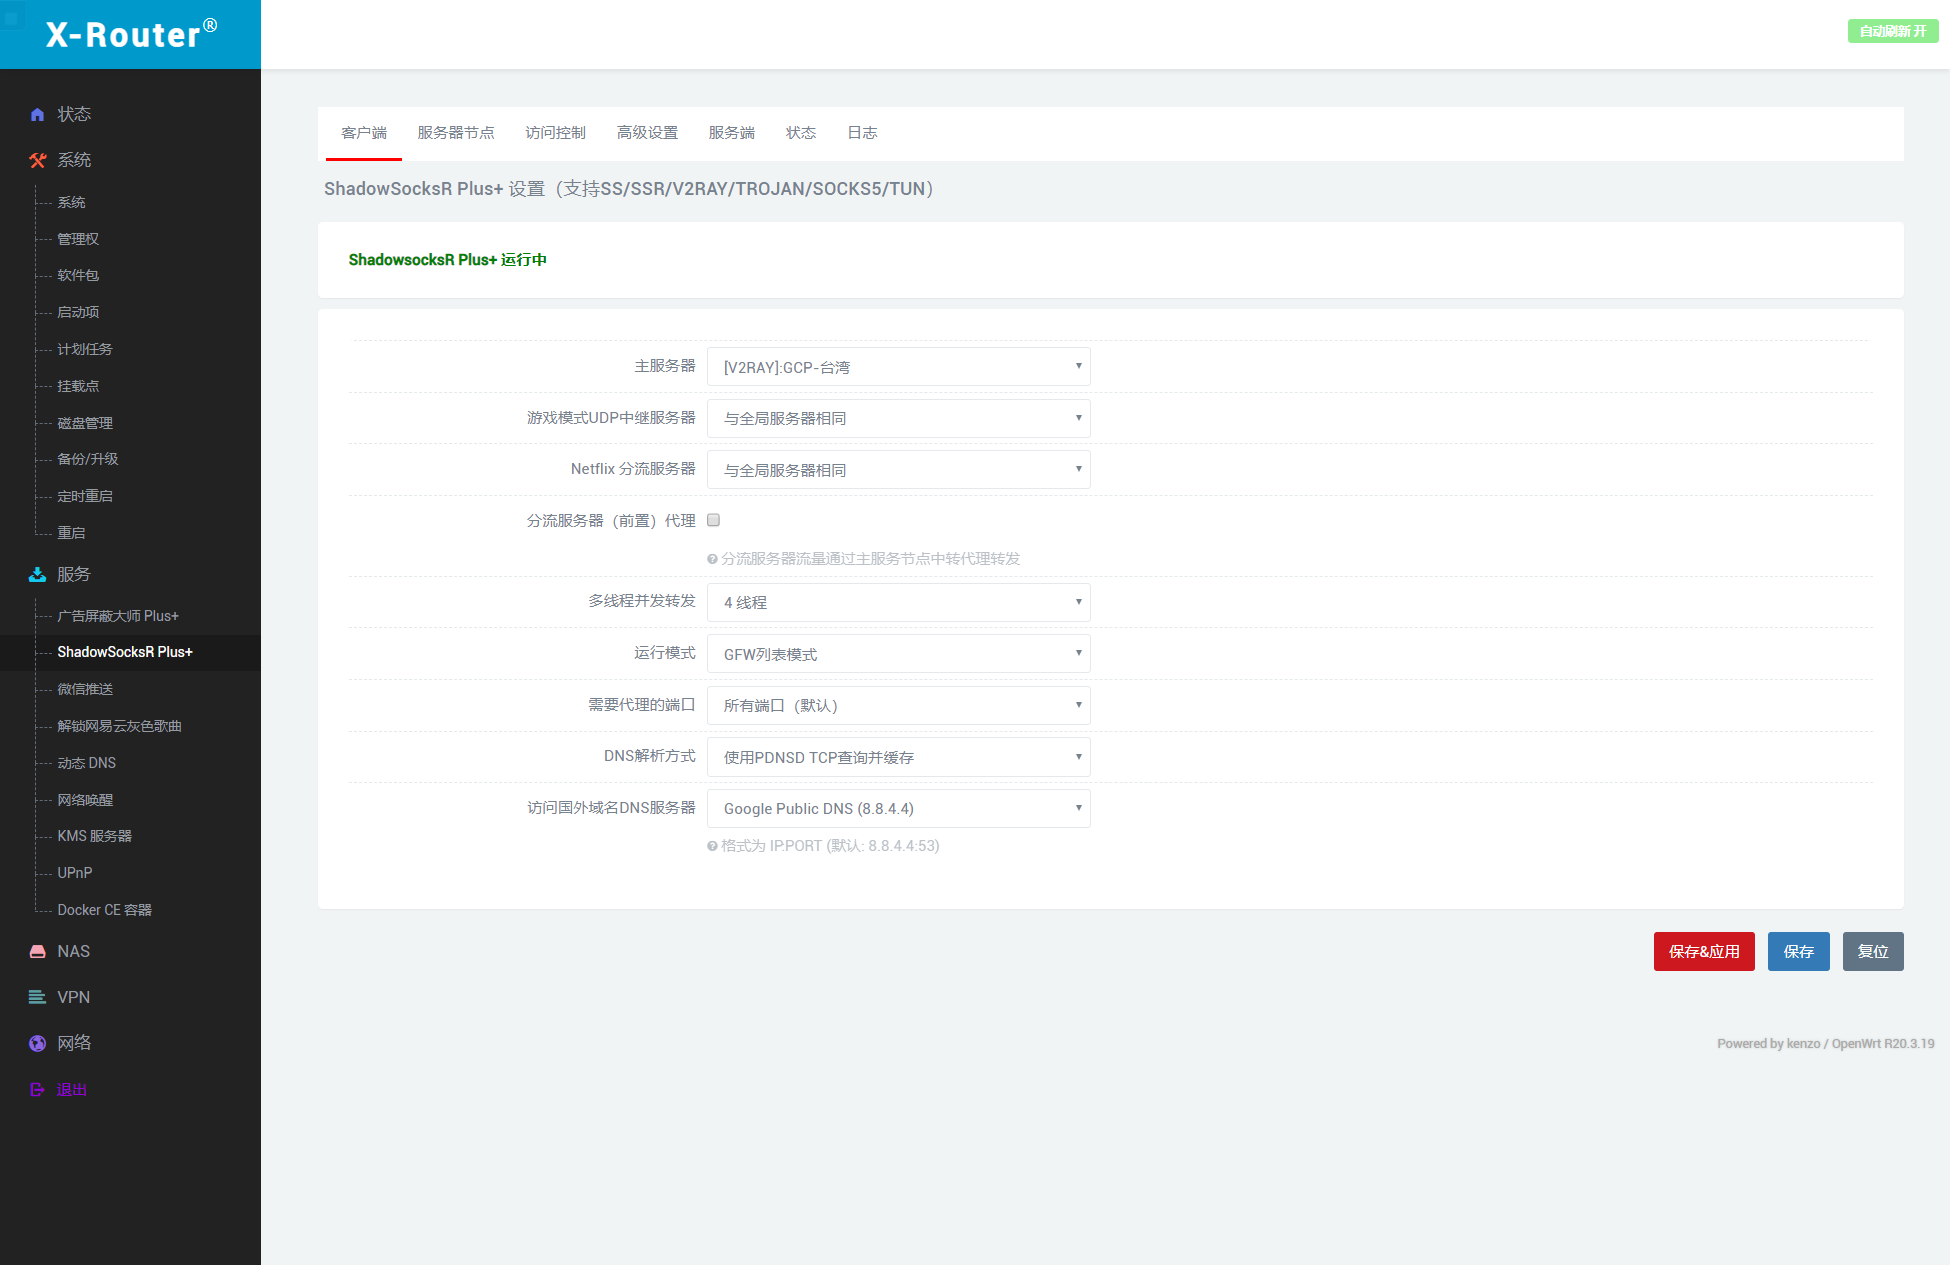 X-Router®
自动刷新 开
状态
系统
系统
管理权
软件包
启动项
计划任务
挂载点
磁盘管理
备份/升级
定时重启
重启
服务
广告屏蔽大师 Plus+
ShadowSocksR Plus+
微信推送
解锁网易云灰色歌曲
动态 DNS
网络唤醒
KMS 服务器
UPnP
Docker CE 容器
NAS
VPN
网络
退出
客户端 服务器节点 访问控制 高级设置 服务端 状态 日志
ShadowSocksR Plus+ 设置（支持SS/SSR/V2RAY/TROJAN/SOCKS5/TUN）
ShadowsocksR Plus+ 运行中
主服务器 [V2RAY]:GCP-台湾
游戏模式UDP中继服务器 与全局服务器相同
Netflix 分流服务器 与全局服务器相同
分流服务器（前置）代理
分流服务器流量通过主服务节点中转代理转发
多线程并发转发 4 线程
运行模式 GFW列表模式
需要代理的端口 所有端口（默认）
DNS解析方式 使用PDNSD TCP查询并缓存
访问国外域名DNS服务器 Google Public DNS (8.8.4.4)
格式为 IP:PORT (默认: 8.8.4.4:53)
保存&应用 保存 复位
Powered by kenzo / OpenWrt R20.3.19